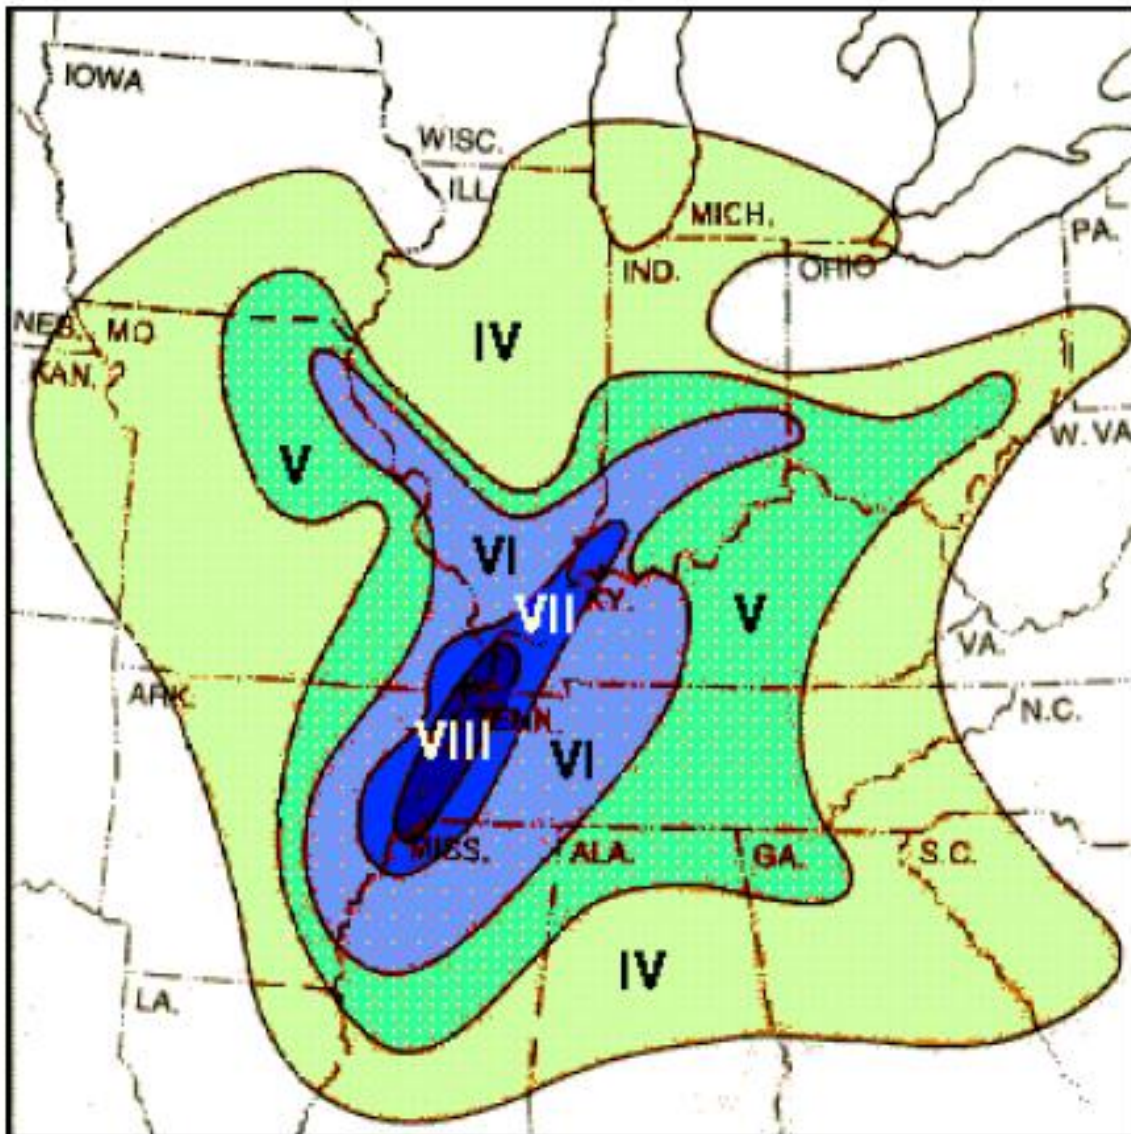 IOWA
WISC.
ILL
MICH.
PA.
IND.
OHIO
NEB. MO
IV
KAN.
W.VA
V
VI
VII
KY.
V
VA.
ARK.
N.C.
TENN.
VIII
VI
MISS.
ALA.
GA.
S.C.
IV
LA.